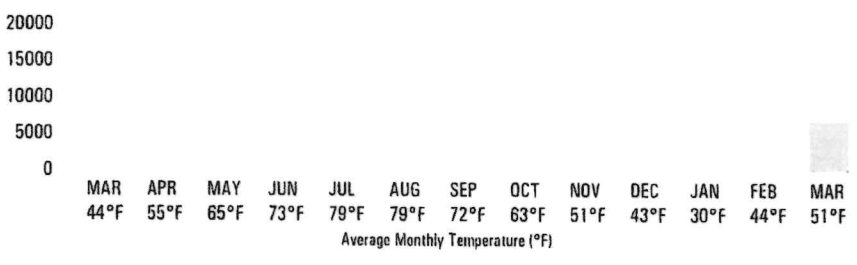 20000
15000
10000
5000
0
MAR APR MAY JUN JUL AUG SEP OCT NOV DEC JAN FEB MAR
44°F 55°F 65°F 73°F 79°F 79°F 72°F 63°F 51°F 43°F 30°F 44°F 51°F
Average Monthly Temperature (°F)